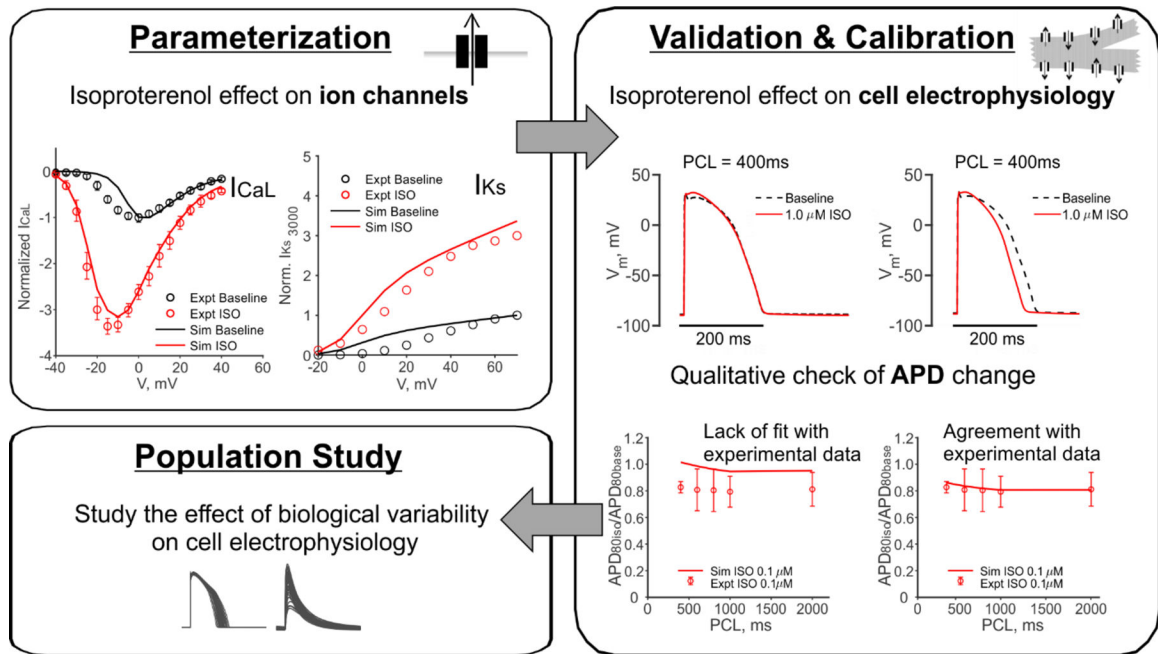 Parameterization
Isoproterenol effect on ion channels
0
-1
-2
-3
-4
Normalized ICaL
ICaL
Expt Baseline
Expt ISO
Sim Baseline
Sim ISO
-40 -20 0 20 40 60
V, mV
5
4
3
2
1
0
Norm. IKs 3000
IKs
Expt Baseline
Expt ISO
Sim Baseline
Sim ISO
-20 0 20 40 60
V, mV
Validation & Calibration
Isoproterenol effect on cell electrophysiology
PCL = 400ms
50
0
-50
-100
Vm, mV
Baseline
1.0 μM ISO
200 ms
PCL = 400ms
50
0
-50
-100
Vm, mV
Baseline
1.0 μM ISO
200 ms
Qualitative check of APD change
1.2
1.0
0.8
0.6
0.4
0.2
0
APD80iso/APD80base
Lack of fit with
experimental data
Sim ISO 0.1 μM
Expt ISO 0.1μM
0 500 1000 1500 2000
PCL, ms
1.2
1.0
0.8
0.6
0.4
0.2
0
APD80iso/APD80base
Agreement with
experimental data
Sim ISO 0.1 μM
Expt ISO 0.1μM
0 500 1000 1500 2000
PCL, ms
Population Study
Study the effect of biological variability
on cell electrophysiology